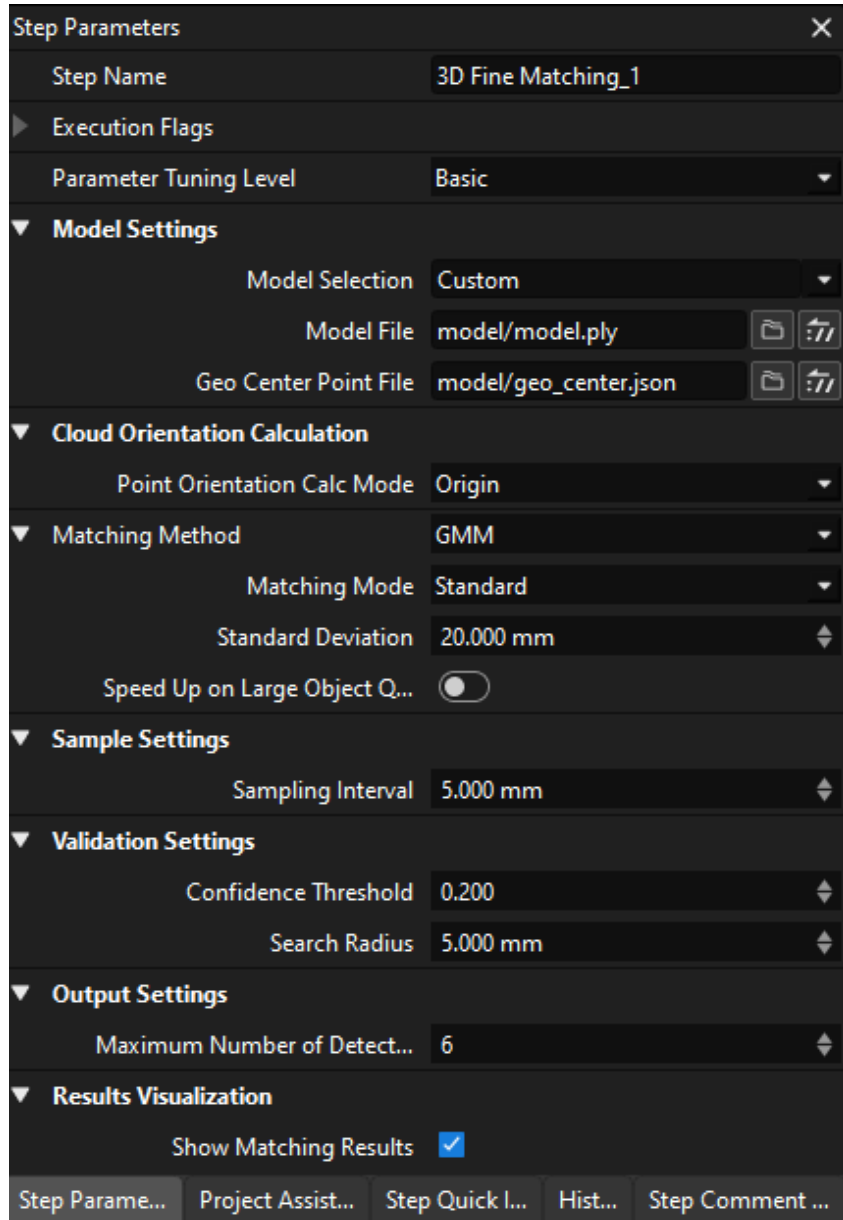 Step Parameters
Step Name 3D Fine Matching_1
Execution Flags
Parameter Tuning Level Basic
Model Settings
Model Selection Custom
Model File model/model.ply
Geo Center Point File model/geo_center.json
Cloud Orientation Calculation
Point Orientation Calc Mode Origin
Matching Method GMM
Matching Mode Standard
Standard Deviation 20.000 mm
Speed Up on Large Object Q...
Sample Settings
Sampling Interval 5.000 mm
Validation Settings
Confidence Threshold 0.200
Search Radius 5.000 mm
Output Settings
Maximum Number of Detect... 6
Results Visualization
Show Matching Results
Step Parame... Project Assist... Step Quick I... Hist... Step Comment ...